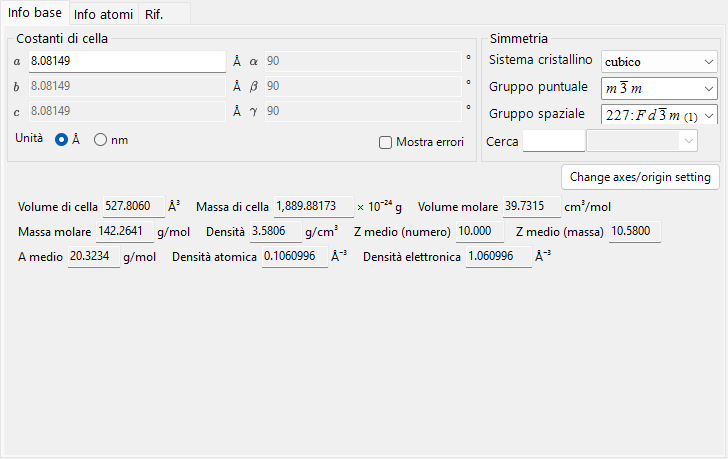 Info base Info atomi Rif.
Costanti di cella Simmetria
a 8.08149 Å α 90 ° Sistema cristallino cubico
b 8.08149 Å β 90 ° Gruppo puntuale m 3̅ m
c 8.08149 Å γ 90 ° Gruppo spaziale 227: F d 3̅ m (1)
Unità Å nm Mostra errori Cerca
Change axes/origin setting
Volume di cella 527.8060 Å³ Massa di cella 1,889.88173 × 10⁻²⁴ g Volume molare 39.7315 cm³/mol
Massa molare 142.2641 g/mol Densità 3.5806 g/cm³ Z medio (numero) 10.000 Z medio (massa) 10.5800
A medio 20.3234 g/mol Densità atomica 0.1060996 Å⁻³ Densità elettronica 1.060996 Å⁻³